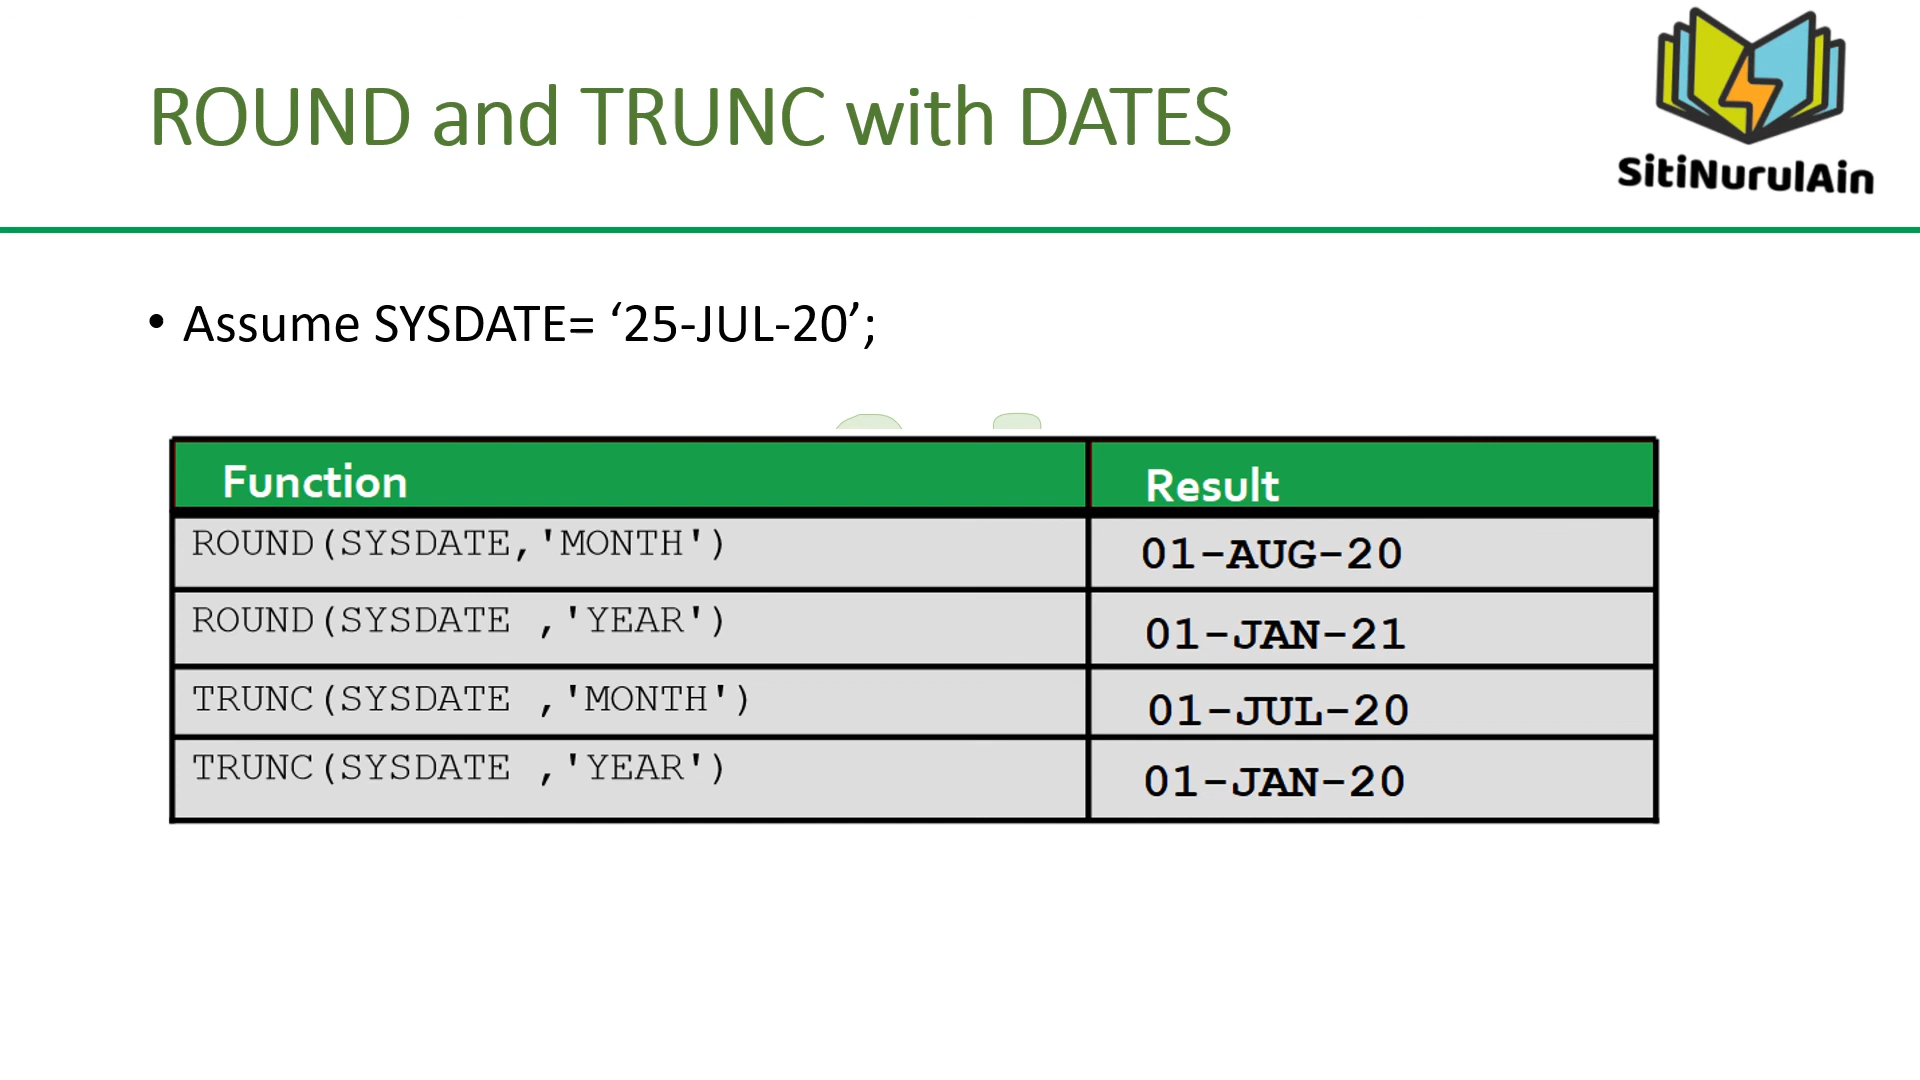 ROUND and TRUNC with DATES
SitiNurulAin
• Assume SYSDATE= ‘25-JUL-20’;
Function Result
ROUND(SYSDATE,'MONTH') 01-AUG-20
ROUND(SYSDATE ,'YEAR') 01-JAN-21
TRUNC(SYSDATE ,'MONTH') 01-JUL-20
TRUNC(SYSDATE ,'YEAR') 01-JAN-20